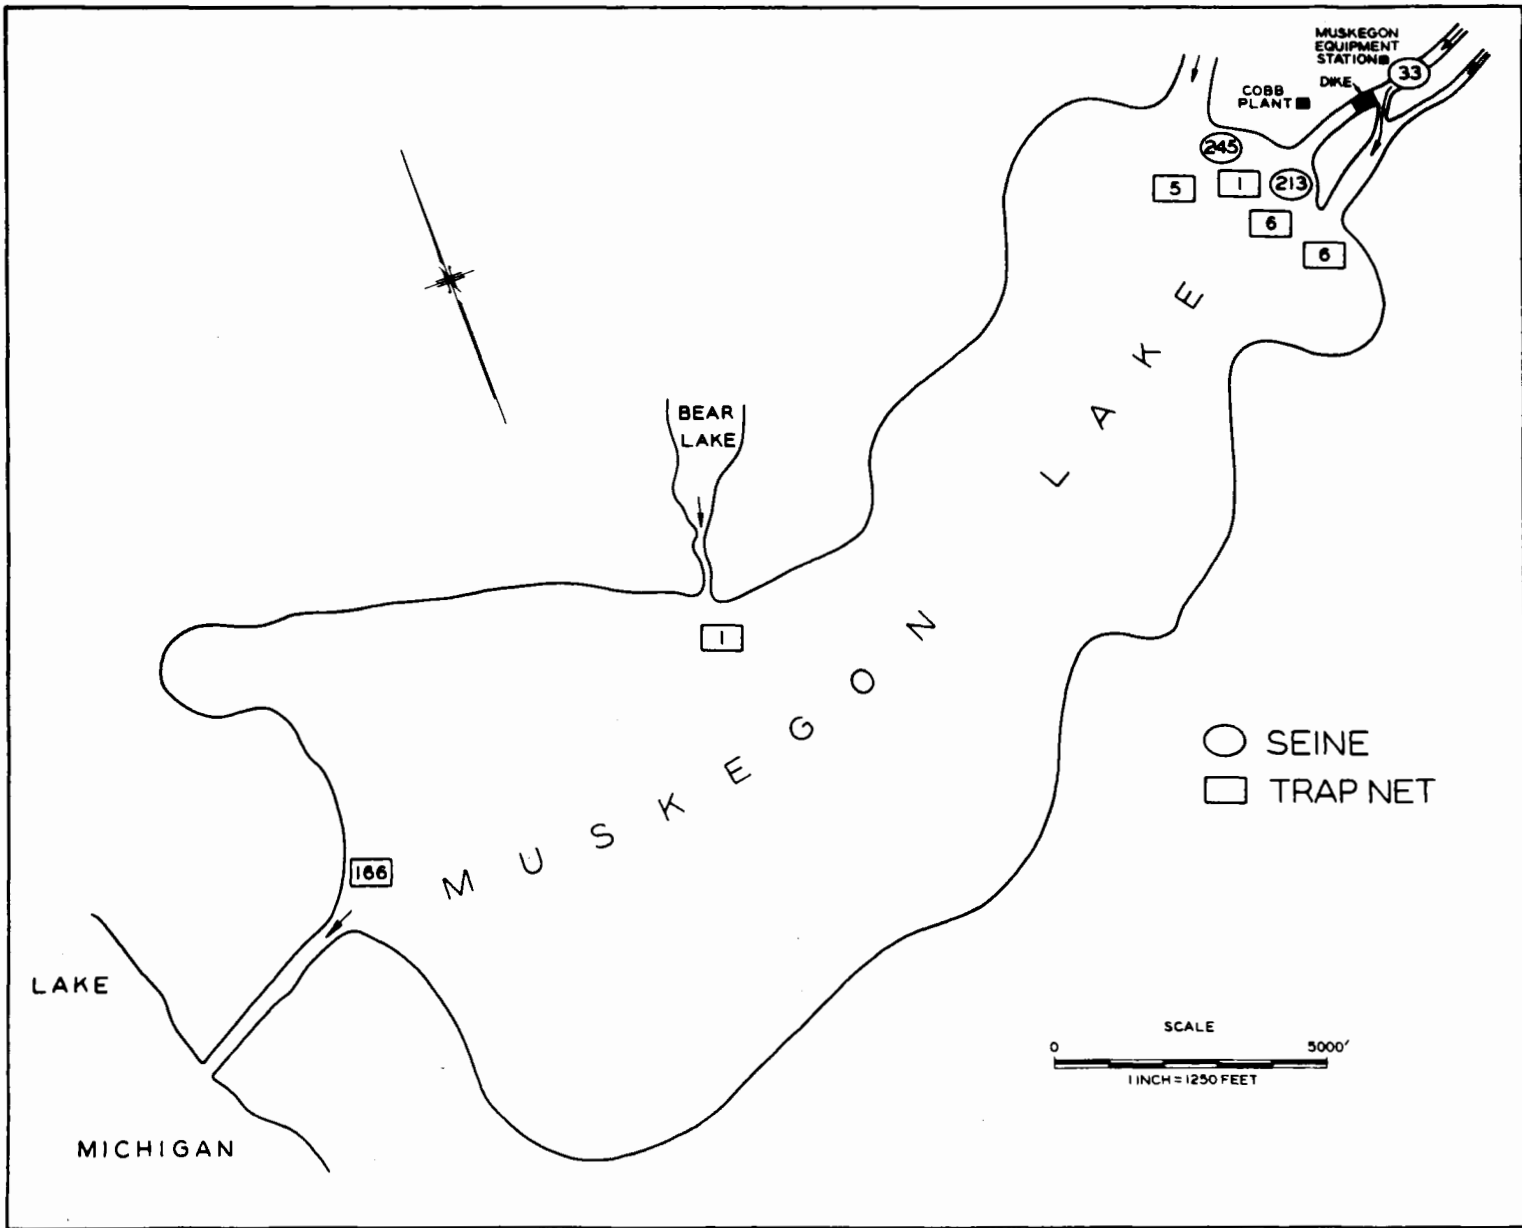 MUSKEGON
EQUIPMENT
STATION
33
DIKE
COBB
PLANT
245
5
1
213
6
6
BEAR
LAKE
1
MUSKEGON LAKE
SEINE
TRAP NET
166
LAKE
MICHIGAN
SCALE
0 5000'
1 INCH = 1250 FEET